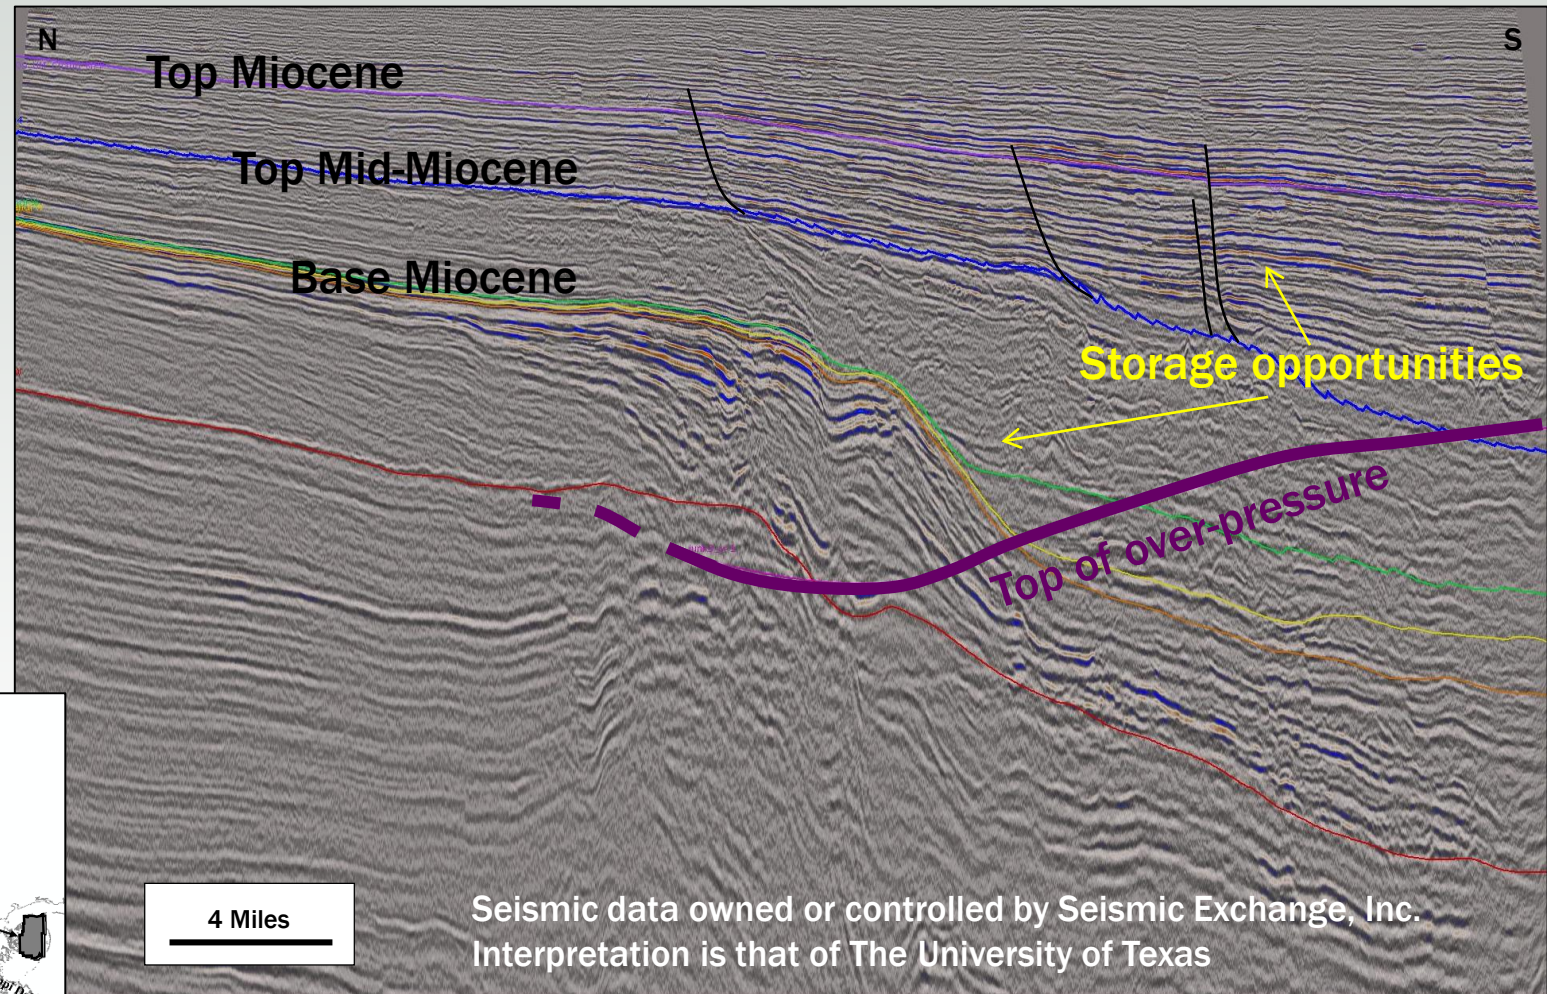 N
S
Top Miocene
Top Mid-Miocene
Base Miocene
Storage opportunities
Top of over-pressure
4 Miles
Seismic data owned or controlled by Seismic Exchange, Inc.
Interpretation is that of The University of Texas